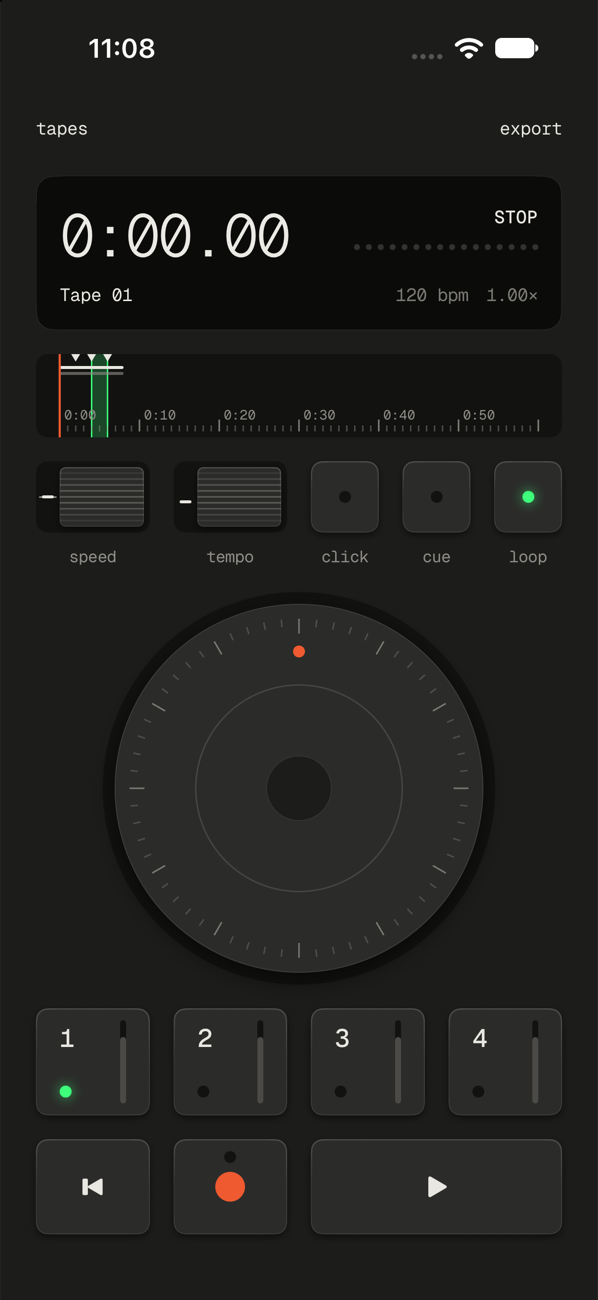 11:08
tapes export
0:00.00 STOP
Tape 01 120 bpm 1.00×
0:00 0:10 0:20 0:30 0:40 0:50
speed tempo click cue loop
1 2 3 4